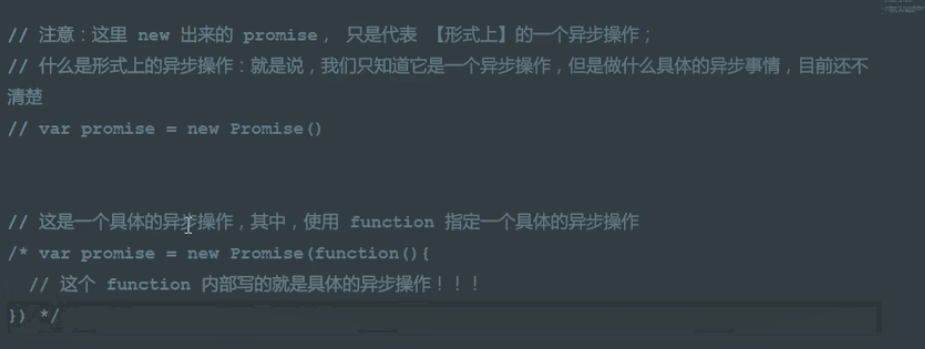 // 注意：这里 new 出来的 promise， 只是代表 【形式上】的一个异步操作；
// 什么是形式上的异步操作：就是说，我们只知道它是一个异步操作，但是做什么具体的异步事情，目前还不
清楚
// var promise = new Promise()
// 这是一个具体的异步操作，其中，使用 function 指定一个具体的异步操作
/* var promise = new Promise(function(){
// 这个 function 内部写的就是具体的异步操作！！！
}) */